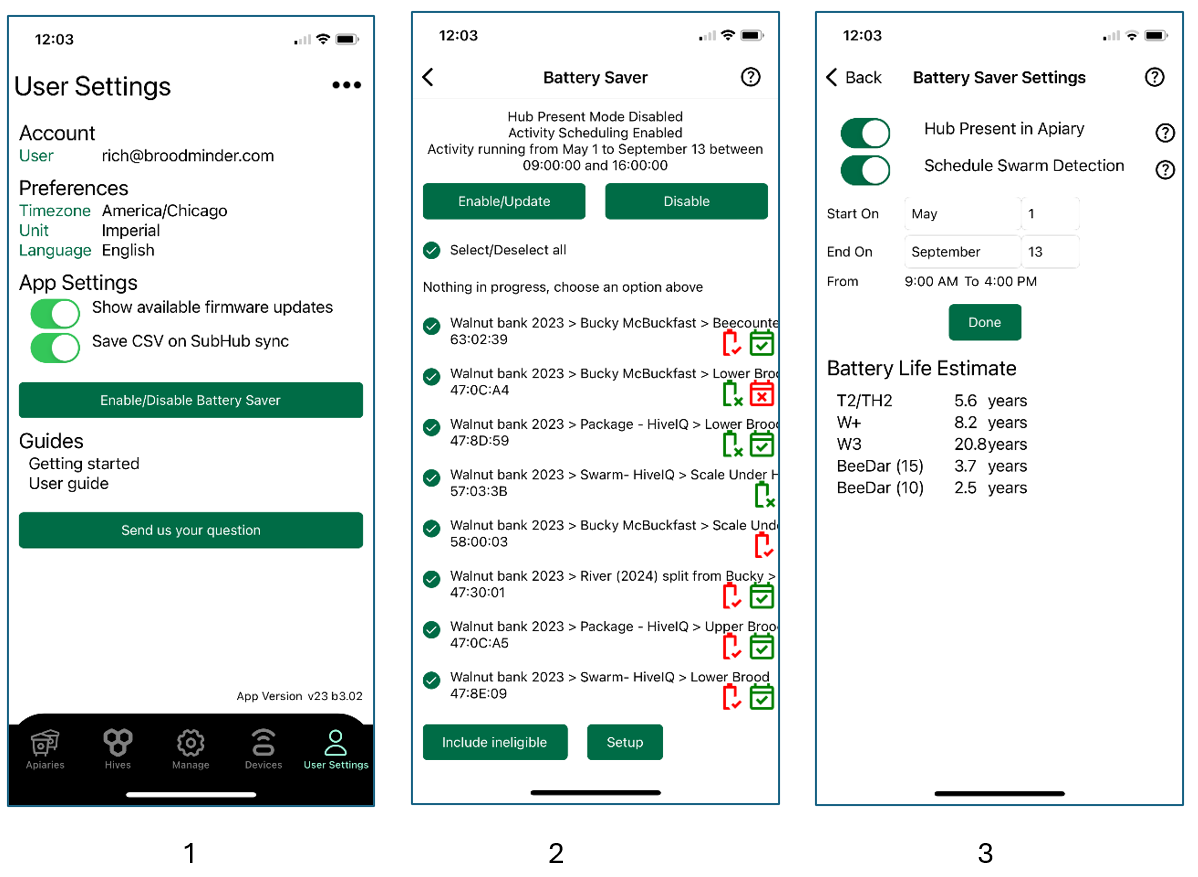 12:03
User Settings
Account
User rich@broodminder.com
Preferences
Timezone America/Chicago
Unit Imperial
Language English
App Settings
Show available firmware updates
Save CSV on SubHub sync
Enable/Disable Battery Saver
Guides
Getting started
User guide
Send us your question
App Version v23 b3.02
Apiaries Hives Manage Devices User Settings
1
12:03
Battery Saver
Hub Present Mode Disabled
Activity Scheduling Enabled
Activity running from May 1 to September 13 between
09:00:00 and 16:00:00
Enable/Update Disable
Select/Deselect all
Nothing in progress, choose an option above
Walnut bank 2023 > Bucky McBuckfast > Beecounte
63:02:39
Walnut bank 2023 > Bucky McBuckfast > Lower Broo
47:0C:A4
Walnut bank 2023 > Package - HiveIQ > Lower Brood
47:8D:59
Walnut bank 2023 > Swarm- HiveIQ > Scale Under H
57:03:3B
Walnut bank 2023 > Bucky McBuckfast > Scale Unde
58:00:03
Walnut bank 2023 > River (2024) split from Bucky >
47:30:01
Walnut bank 2023 > Package - HiveIQ > Upper Broo
47:0C:A5
Walnut bank 2023 > Swarm- HiveIQ > Lower Brood
47:8E:09
Include ineligible Setup
2
12:03
Back Battery Saver Settings
Hub Present in Apiary
Schedule Swarm Detection
Start On May 1
End On September 13
From 9:00 AM To 4:00 PM
Done
Battery Life Estimate
T2/TH2 5.6 years
W+ 8.2 years
W3 20.8 years
BeeDar (15) 3.7 years
BeeDar (10) 2.5 years
3